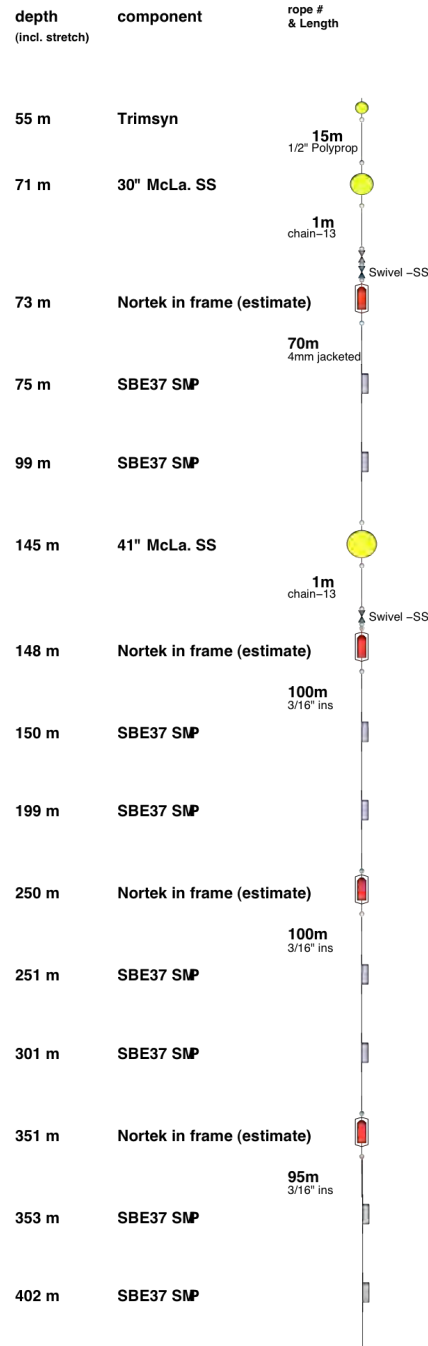 depth component rope #
(incl. stretch) & Length
55 m Trimsyn
15m
1/2" Polyprop
71 m 30" McLa. SS
1m
chain-13
Swivel -SS
73 m Nortek in frame (estimate)
70m
4mm jacketed
75 m SBE37 SMP
99 m SBE37 SMP
145 m 41" McLa. SS
1m
chain-13
Swivel -SS
148 m Nortek in frame (estimate)
100m
3/16" ins
150 m SBE37 SMP
199 m SBE37 SMP
250 m Nortek in frame (estimate)
100m
3/16" ins
251 m SBE37 SMP
301 m SBE37 SMP
351 m Nortek in frame (estimate)
95m
3/16" ins
353 m SBE37 SMP
402 m SBE37 SMP